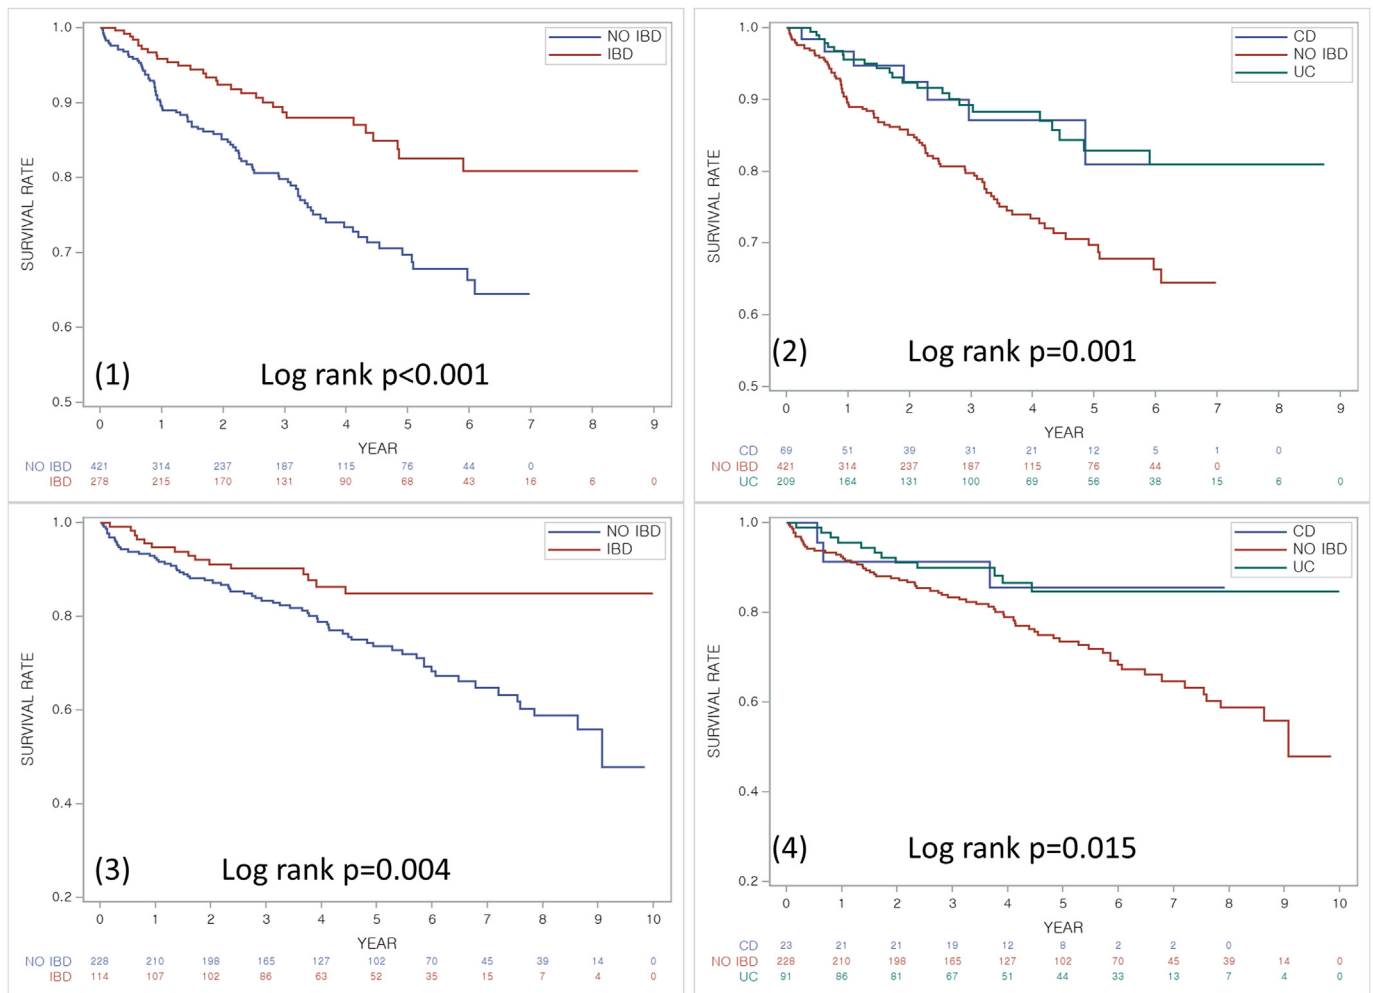 1.0
0.9
0.8
0.7
0.6
0.5
SURVIVAL RATE
NO IBD
IBD
(1) Log rank p<0.001
0 1 2 3 4 5 6 7 8 9
YEAR
NO IBD 421 314 237 187 115 76 44 0
IBD 278 215 170 131 90 68 43 16 6 0
1.0
0.9
0.8
0.7
0.6
0.5
SURVIVAL RATE
CD
NO IBD
UC
(2) Log rank p=0.001
0 1 2 3 4 5 6 7 8 9
YEAR
CD 69 51 39 31 21 12 5 1 0
NO IBD 421 314 237 187 115 76 44 0
UC 209 164 131 100 69 56 38 15 6 0
1.0
0.8
0.6
0.4
0.2
SURVIVAL RATE
NO IBD
IBD
(3) Log rank p=0.004
0 1 2 3 4 5 6 7 8 9 10
YEAR
NO IBD 228 210 198 165 127 102 70 45 39 14 0
IBD 114 107 102 86 63 52 35 15 7 4 0
1.0
0.8
0.6
0.4
0.2
SURVIVAL RATE
CD
NO IBD
UC
(4) Log rank p=0.015
0 1 2 3 4 5 6 7 8 9 10
YEAR
CD 23 21 21 19 12 8 2 2 0
NO IBD 228 210 198 165 127 102 70 45 39 14 0
UC 91 86 81 67 51 44 33 13 7 4 0